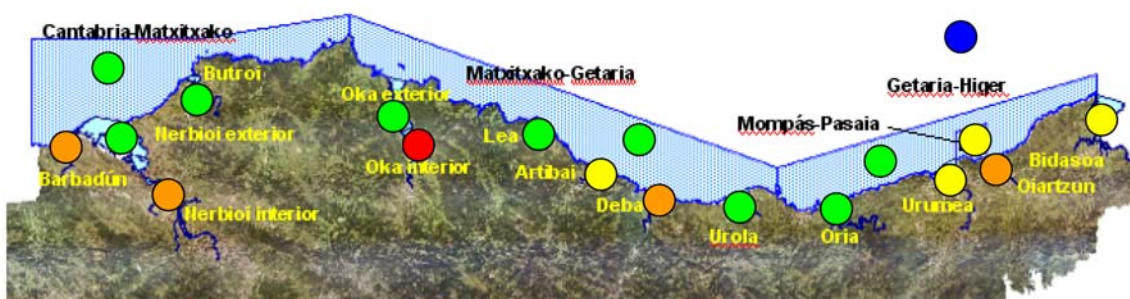 Cantabria-Matxitxako
Butroi
Nerbioi exterior
Barbadún
Nerbioi interior
Oka exterior
Oka interior
Matxitxako-Getaria
Lea
Artibai
Deba
Urola
Oria
Getaria-Higer
Mompás-Pasaia
Urumea
Oiartzun
Bidasoa